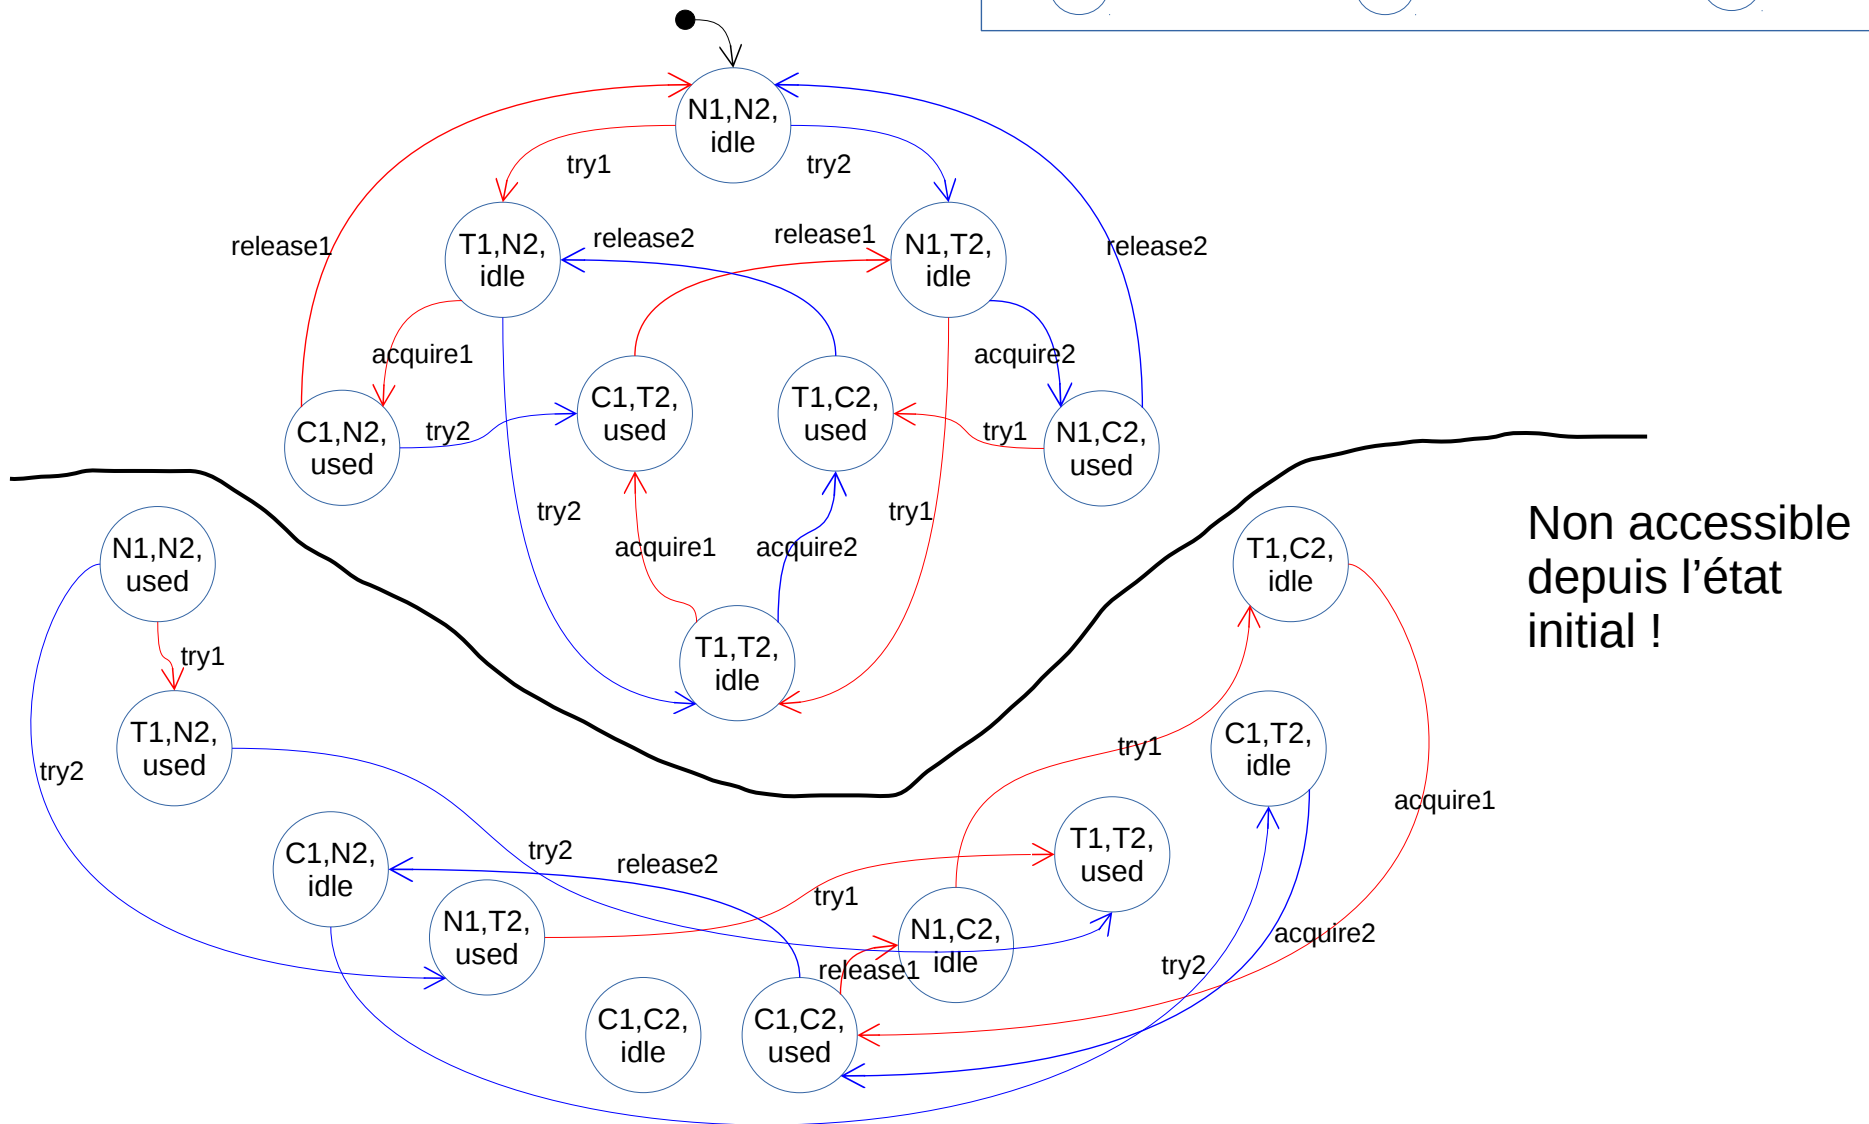 N1,N2,
idle
try1
try2
release1
T1,N2,
idle
release2
release1
N1,T2,
idle
release2
acquire1
acquire2
C1,N2,
used
try2
C1,T2,
used
T1,C2,
used
try1
N1,C2,
used
try2
try1
acquire1
acquire2
T1,T2,
idle
Non accessible
depuis l’état
initial !
N1,N2,
used
try1
T1,N2,
used
try2
T1,C2,
idle
try1
C1,T2,
idle
acquire1
C1,N2,
idle
try2
release2
T1,T2,
used
try1
N1,T2,
used
N1,C2,
idle
release1
acquire2
try2
C1,C2,
idle
C1,C2,
used